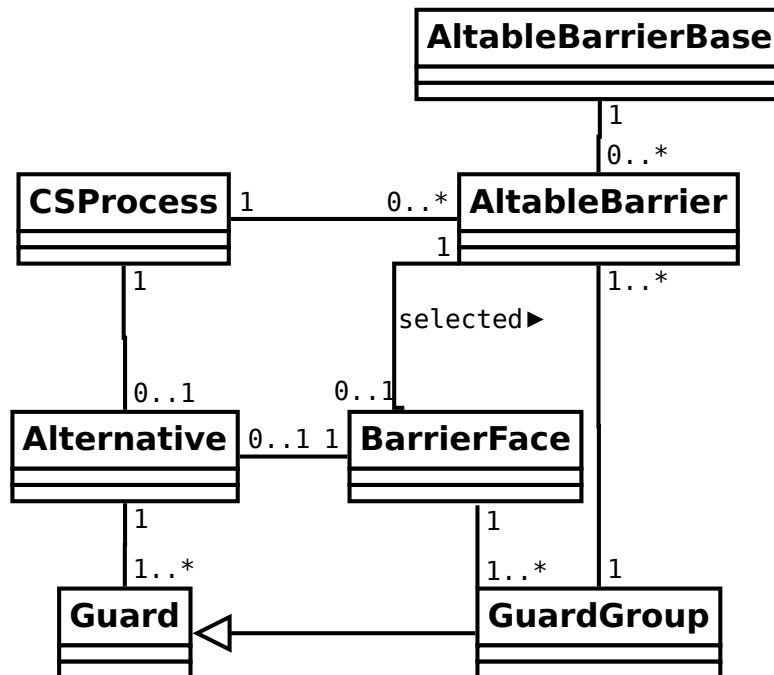 AltableBarrierBase
1
0..*
CSProcess
1
0..*
AltableBarrier
1
1
1..*
selected►
0..1
0..1
Alternative
0..1
1
BarrierFace
1
1
1..*
1..*
1
Guard
GuardGroup